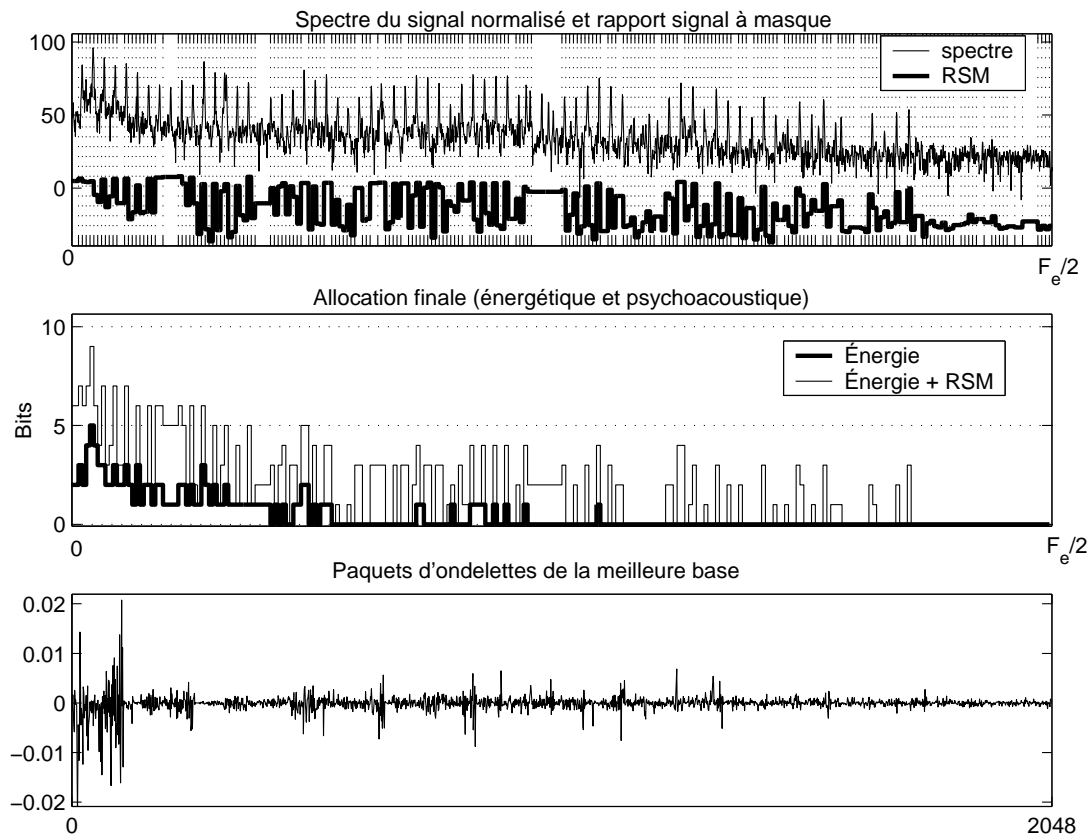 Spectre du signal normalisé et rapport signal à masque
100
50
0
spectre
RSM
0
Fe/2
Allocation finale (énergétique et psychoacoustique)
Bits
10
5
0
Énergie
Énergie + RSM
0
Fe/2
Paquets d'ondelettes de la meilleure base
0.02
0.01
0
−0.01
−0.02
0
2048